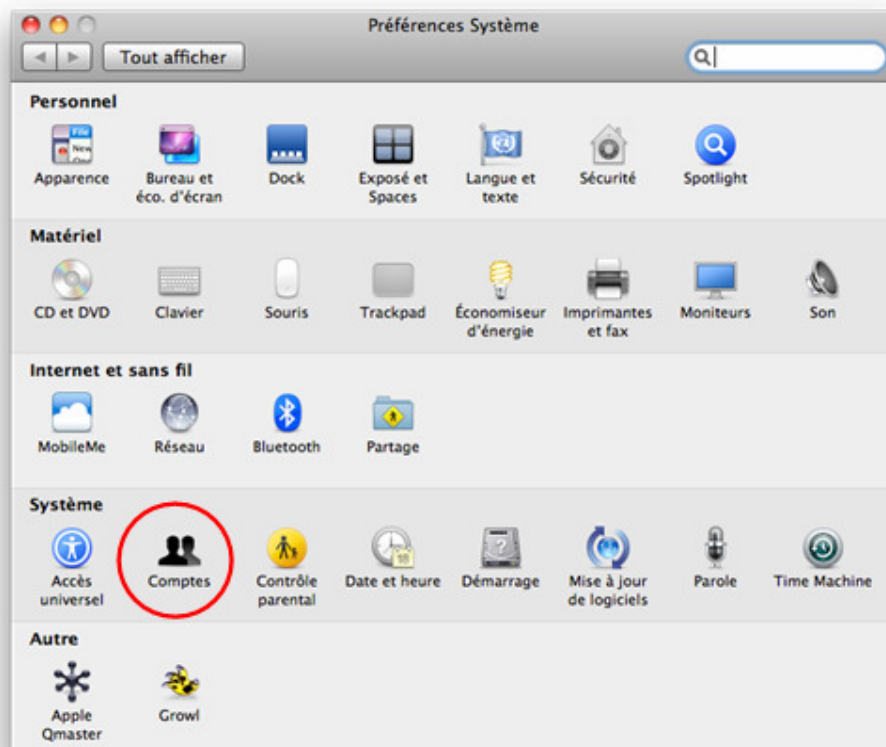 Préférences Système
Tout afficher
Personnel
Apparence
Bureau et
éco. d'écran
Dock
Exposé et
Spaces
Langue et
texte
Sécurité
Spotlight
Matériel
CD et DVD
Clavier
Souris
Trackpad
Économiseur
d'énergie
Imprimantes
et fax
Moniteurs
Son
Internet et sans fil
MobileMe
Réseau
Bluetooth
Partage
Système
Accès
universel
Comptes
Contrôle
parental
Date et heure
Démarrage
Mise à jour
de logiciels
Parole
Time Machine
Autre
Apple
Qmaster
Growl